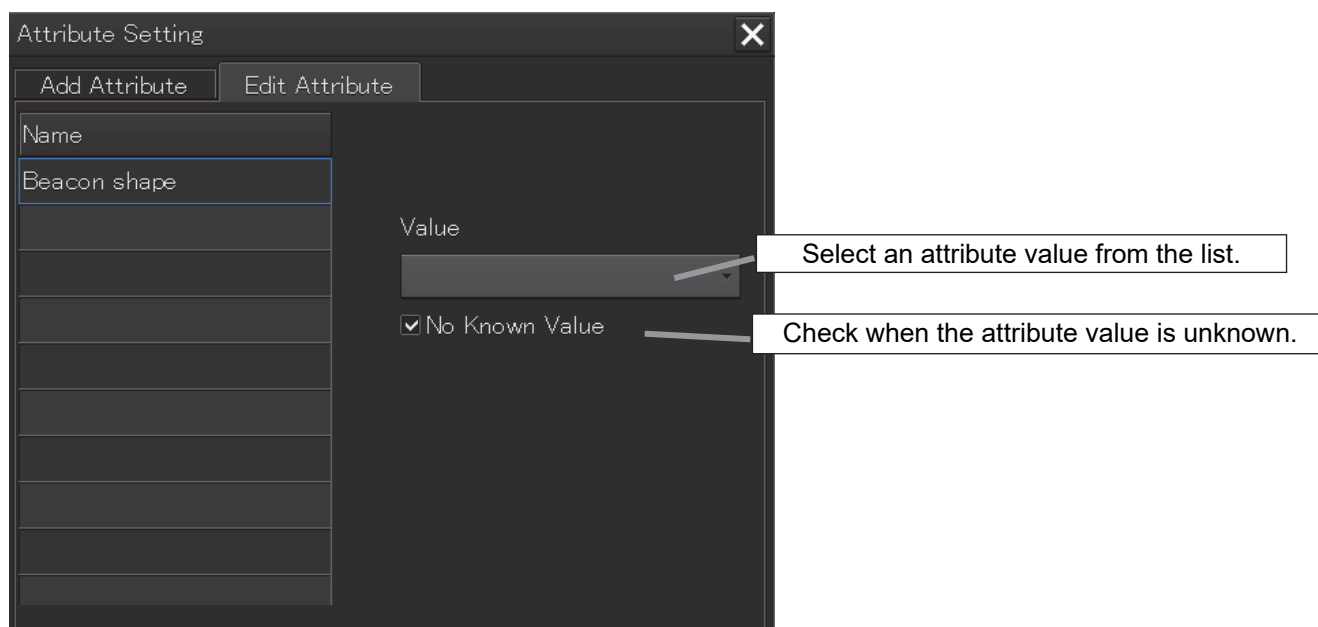 Attribute Setting
Add Attribute
Edit Attribute
Name
Beacon shape
Value
Select an attribute value from the list.
No Known Value
Check when the attribute value is unknown.